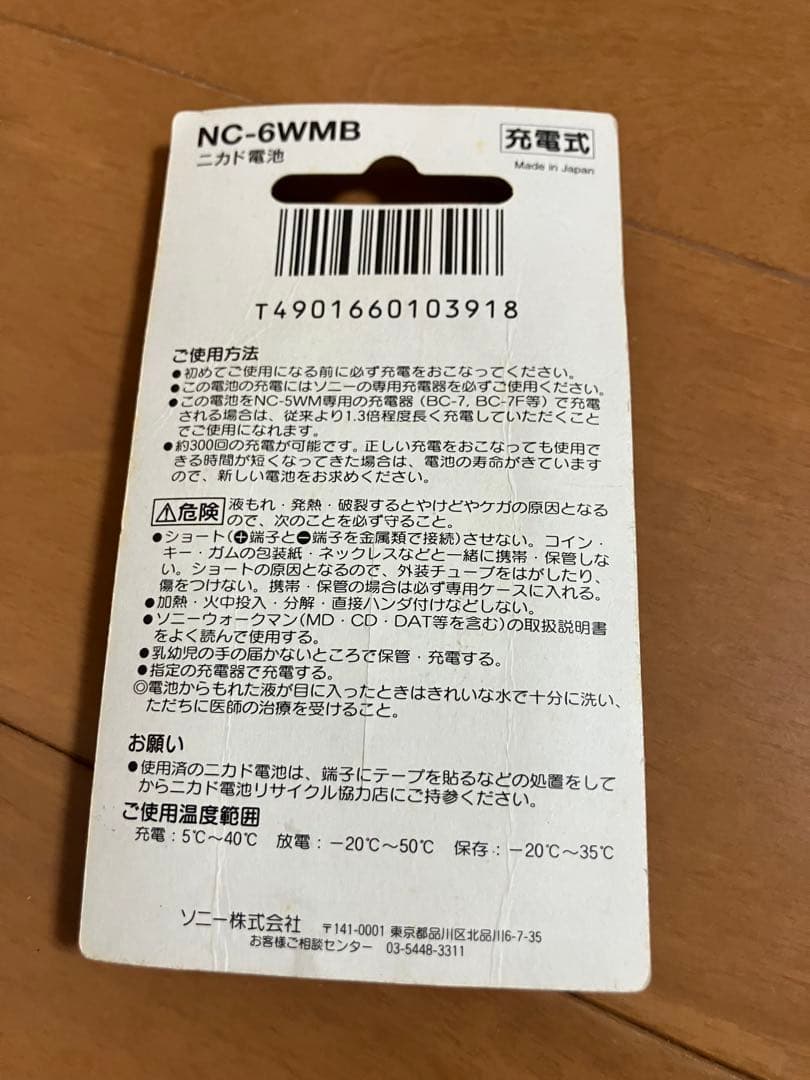 NC-6WMB
ニカド電池
充電式
Made in Japan
T4901660103918
ご使用方法
●初めてご使用になる前に必ず充電をおこなってください。
●この電池の充電にはソニーの専用充電器を必ずご使用ください。
●この電池をNC-5WM専用の充電器（BC-7, BC-7F等）で充電
される場合は、従来より1.3倍程度長く充電していただくこと
でご使用になれます。
●約300回の充電が可能です。正しい充電をおこなっても使用で
きる時間が短くなってきた場合は、電池の寿命がきています
ので、新しい電池をお求めください。
⚠危険 液もれ・発熱・破裂するとやけどやケガの原因となる
ので、次のことを必ず守ること。
●ショート(⊕端子と⊖端子を金属類で接続)させない。コイン・
キー・ガムの包装紙・ネックレスなどと一緒に携帯・保管しな
い。ショートの原因となるので、外装チューブをはがしたり、
傷をつけない。携帯・保管の場合は必ず専用ケースに入れる。
●加熱・火中投入・分解・直接ハンダ付けなどしない。
●ソニーウォークマン(MD・CD・DAT等を含む)の取扱説明書
をよく読んで使用する。
●乳幼児の手の届かないところで保管・充電する。
●指定の充電器で充電する。
◎電池からもれた液が目に入ったときはきれいな水で十分に洗い、
ただちに医師の治療を受けること。
お願い
●使用済のニカド電池は、端子にテープを貼るなどの処置をして
からニカド電池リサイクル協力店にご持参ください。
ご使用温度範囲
充電：5℃～40℃ 放電：－20℃～50℃ 保存：－20℃～35℃
ソニー株式会社 〒141-0001 東京都品川区北品川6-7-35
お客様ご相談センター 03-5448-3311